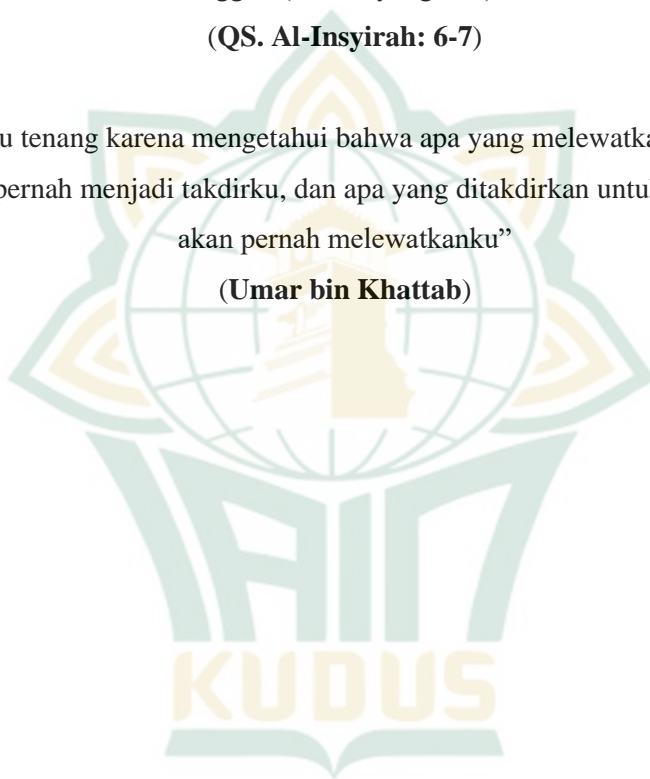 (QS. Al-Insyirah: 6-7)
u tenang karena mengetahui bahwa apa yang melewatka
pernah menjadi takdirku, dan apa yang ditakdirkan untu
akan pernah melewatkanku”
(Umar bin Khattab)
IAIN
KUDUS